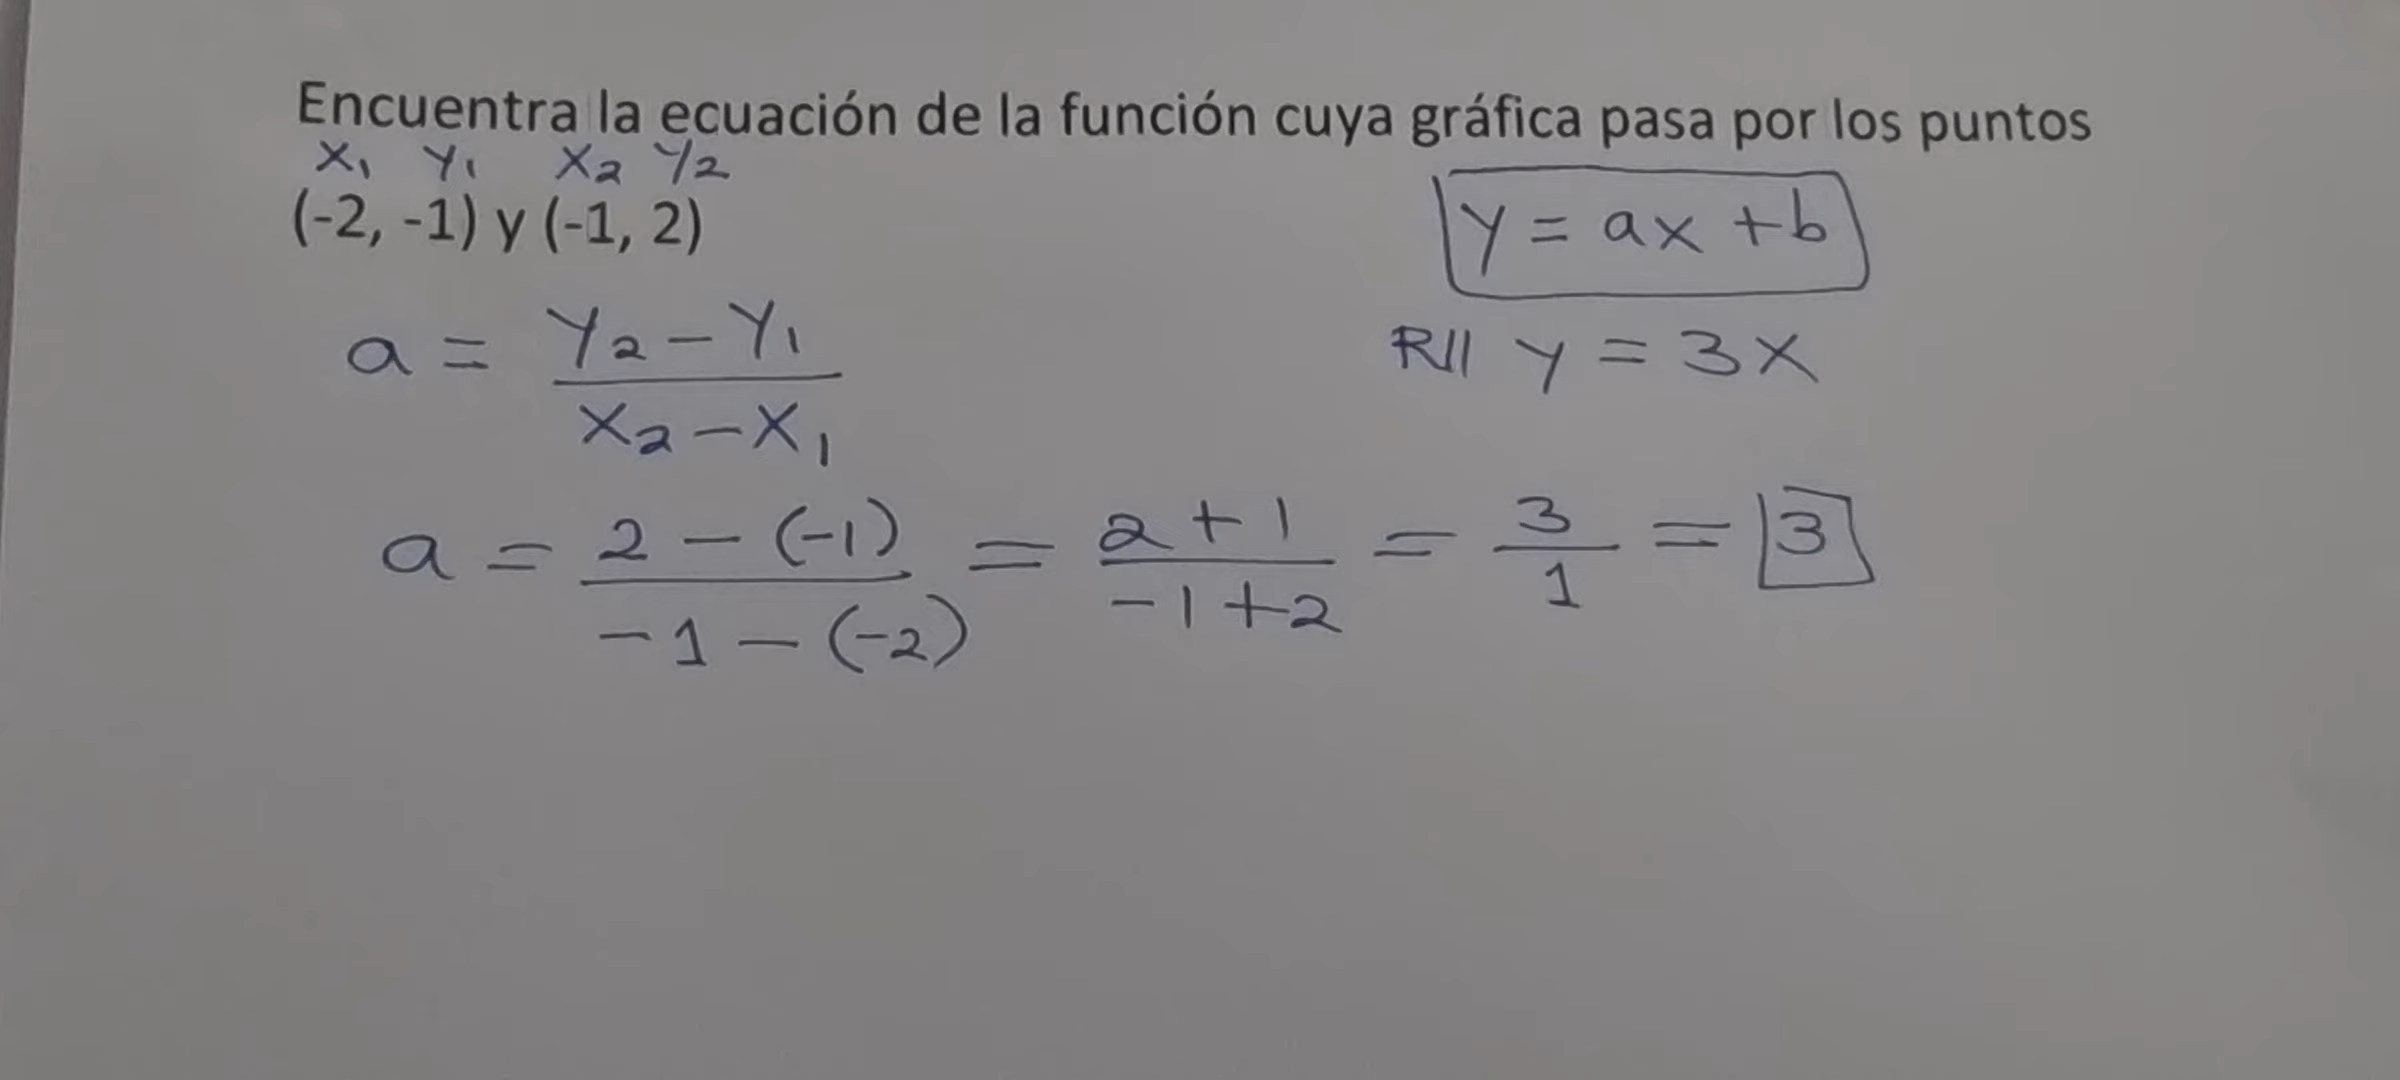 Encuentra la ecuación de la función cuya gráfica pasa por los puntos
x₁ y₁ x₂ y₂
(-2, -1) y (-1, 2)
y = ax + b
a = y₂ - y₁ / x₂ - x₁
R// y = 3x
a = 2 - (-1) / -1 - (-2) = 2 + 1 / -1 + 2 = 3 / 1 = 3